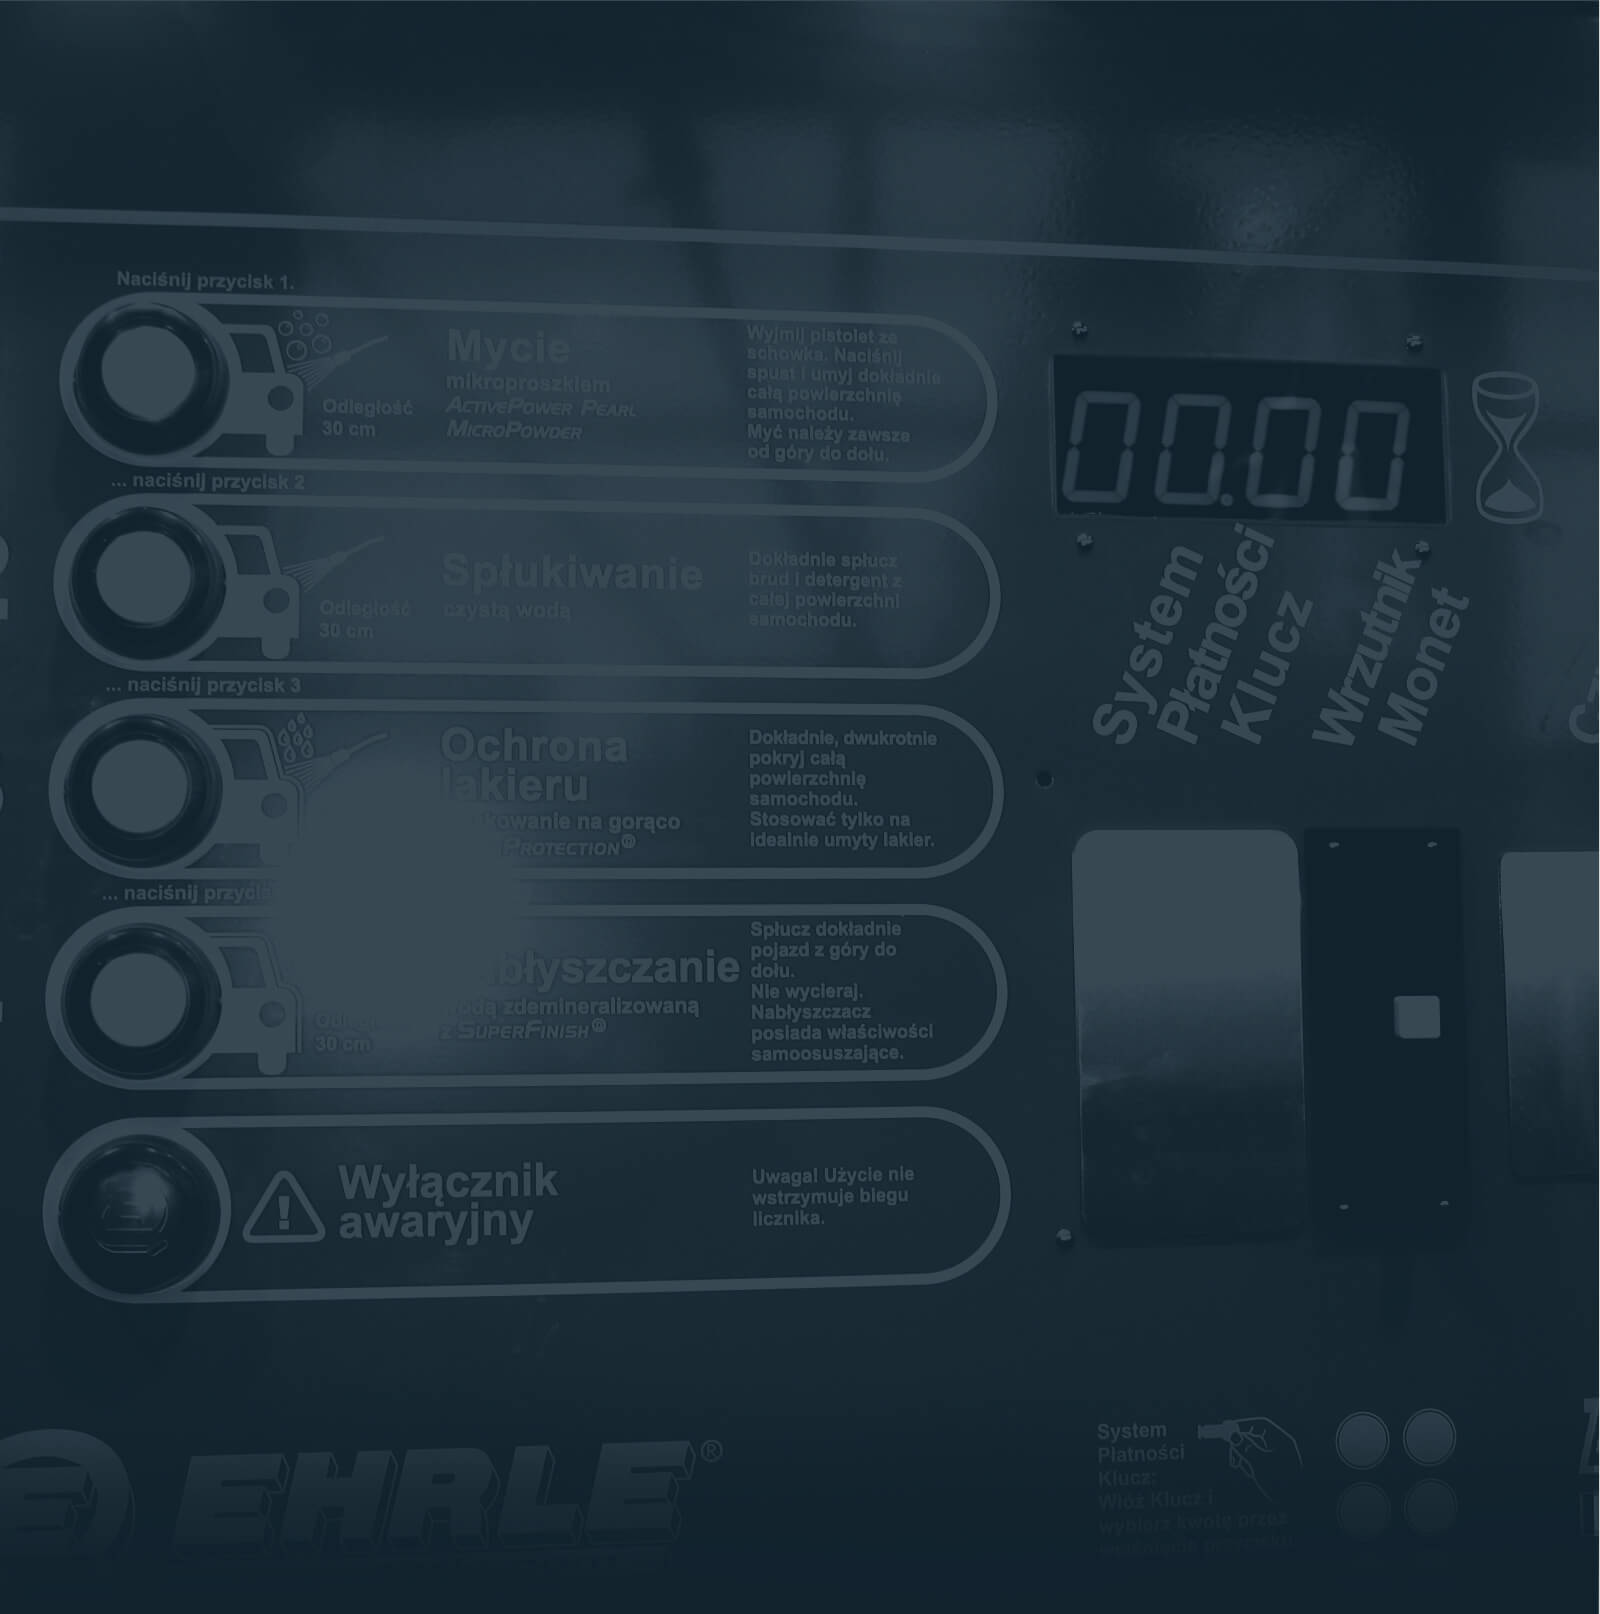 Naciśnij przycisk 1.
Mycie
mikroproszkiem
ActivePower Pearl
MicroPowder
Odległość
30 cm
Wyjmij pistolet ze
schowka. Naciśnij
spust i umyj dokładnie
całą powierzchnię
samochodu.
Myć należy zawsze
od góry do dołu.
... naciśnij przycisk 2
Spłukiwanie
czystą wodą
Odległość
30 cm
Dokładnie spłucz
brud i detergent z
całej powierzchni
samochodu.
... naciśnij przycisk 3
Ochrona
lakieru
na gorąco
Protection®
Dokładnie, dwukrotnie
pokryj całą
powierzchnię
samochodu.
Stosować tylko na
idealnie umyty lakier.
... naciśnij
zdemineralizowaną
z SuperFinish®
30 cm
Spłucz dokładnie
pojazd z góry do
dołu.
Nie wycieraj.
Nabłyszczacz
posiada właściwości
samoosuszające.
Wyłącznik
awaryjny
Uwaga! Użycie nie
wstrzymuje biegu
licznika.
00.00
System
Płatności
Klucz
Wrzutnik
Monet
EHRLE®
System
Płatności
Klucz:
Włóż Klucz i
wybierz kwotę przez